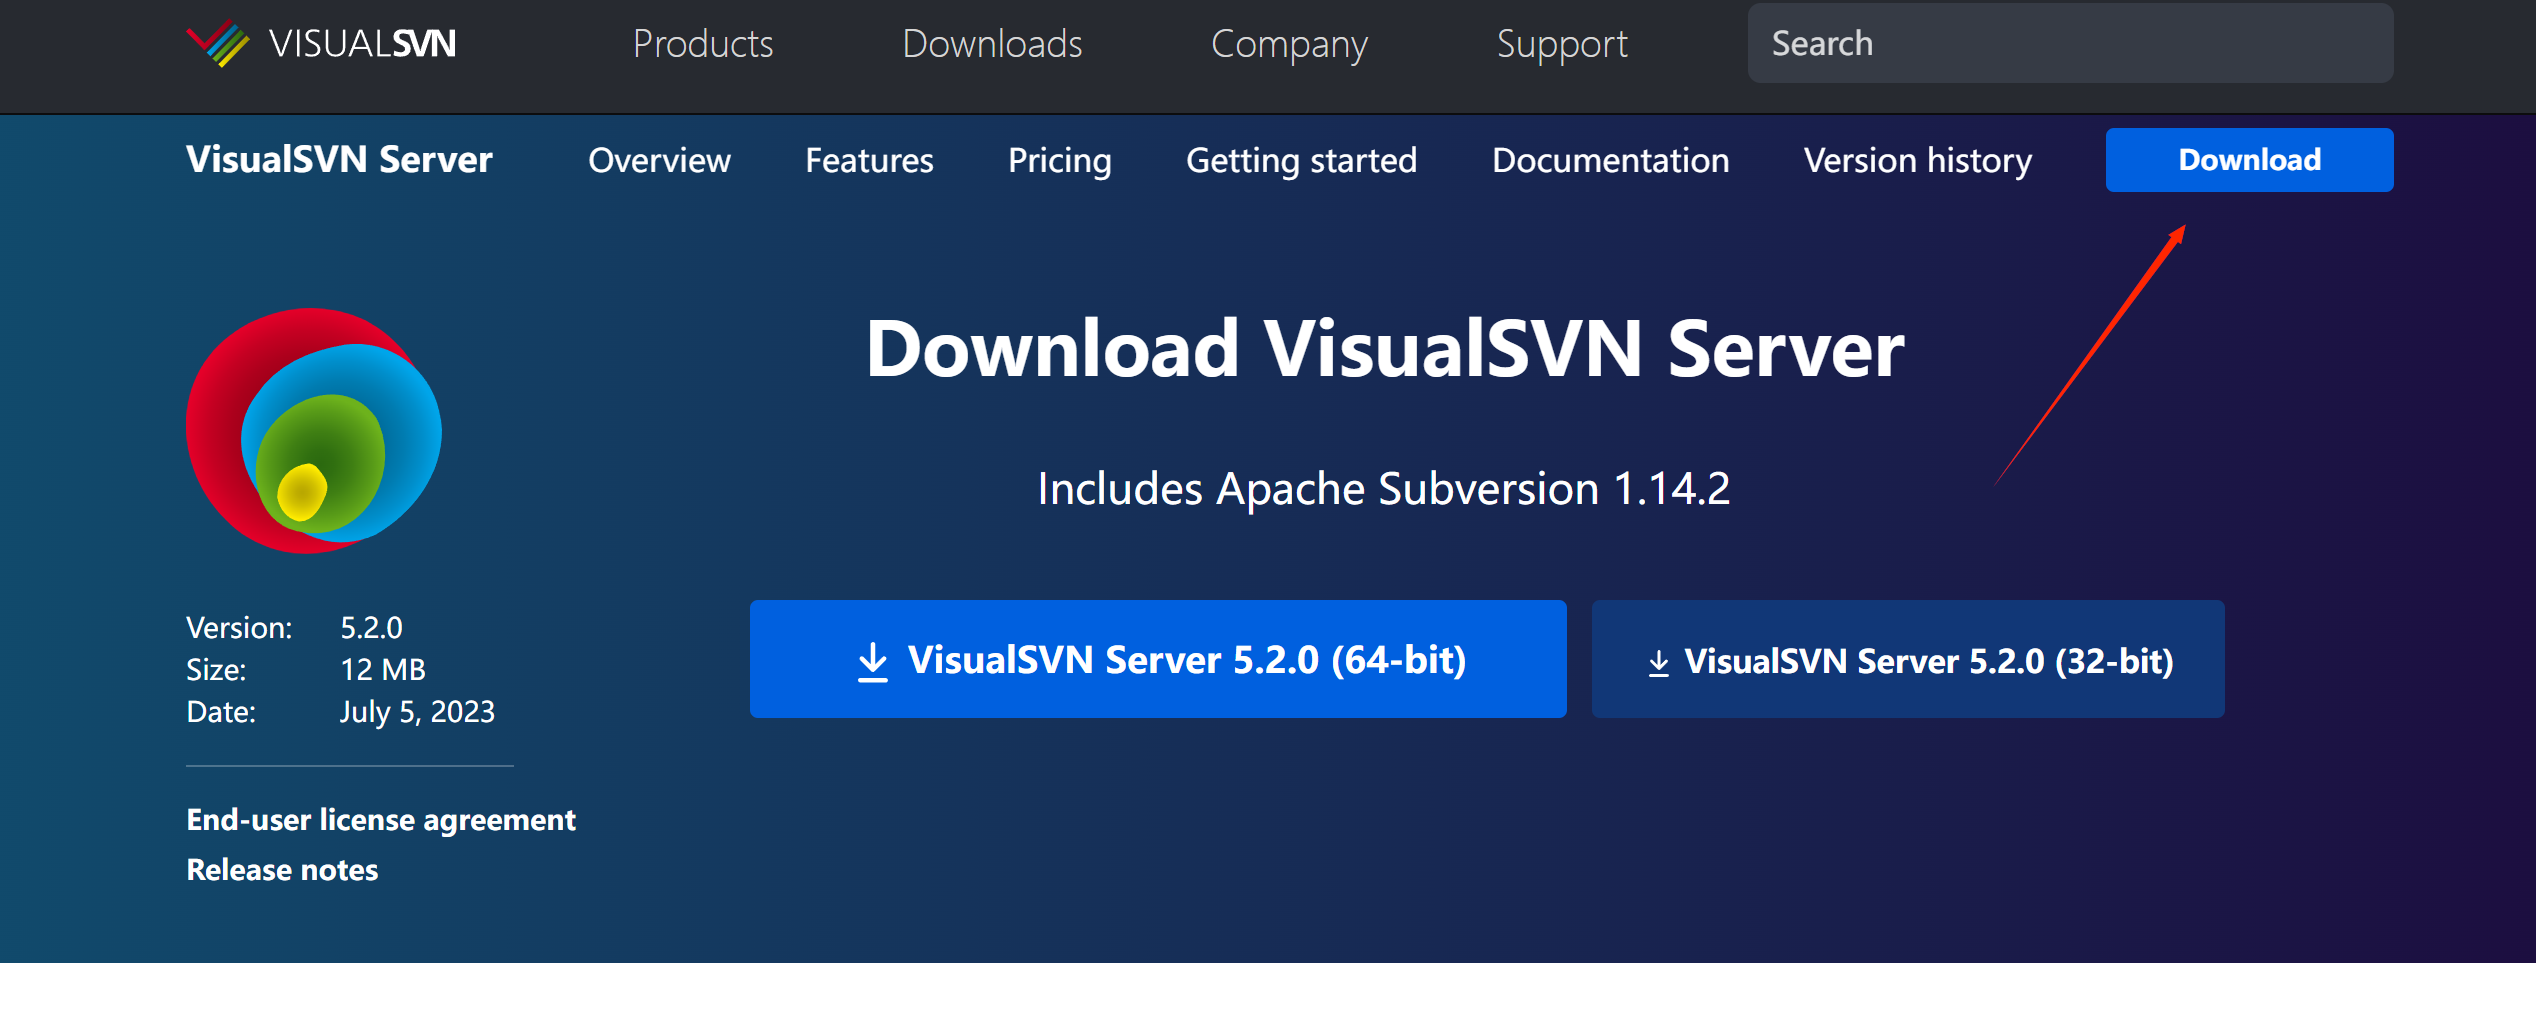 VISUALSVN Products Downloads Company Support Search
VisualSVN Server Overview Features Pricing Getting started Documentation Version history Download
Download VisualSVN Server
Includes Apache Subversion 1.14.2
VisualSVN Server 5.2.0 (64-bit) VisualSVN Server 5.2.0 (32-bit)
Version: 5.2.0
Size: 12 MB
Date: July 5, 2023
End-user license agreement
Release notes